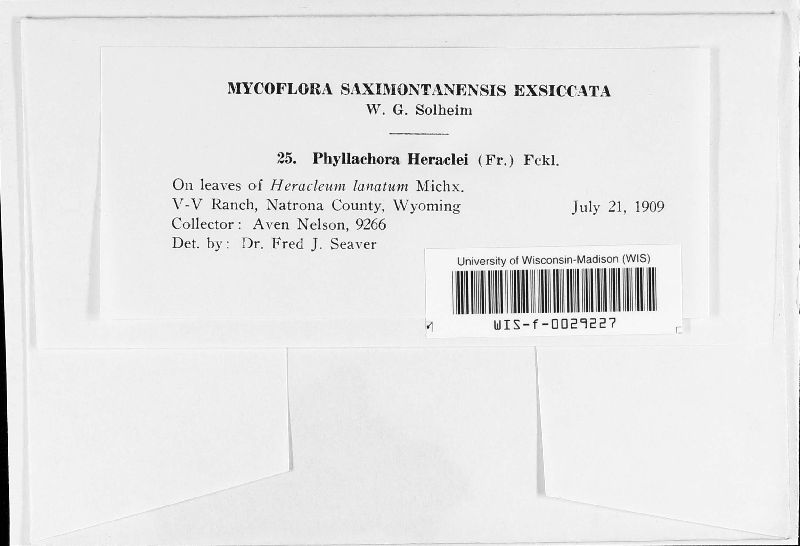 MYCOFLORA SAXIMONTANENSIS EXSICCATA
W. G. Solheim
25. Phyllachora Heraclei (Fr.) Fckl.
On leaves of Heracleum lanatum Michx.
V-V Ranch, Natrona County, Wyoming July 21, 1909
Collector: Aven Nelson, 9266
Det. by: Dr. Fred J. Seaver
University of Wisconsin-Madison (WIS)
WIS-f-0029227